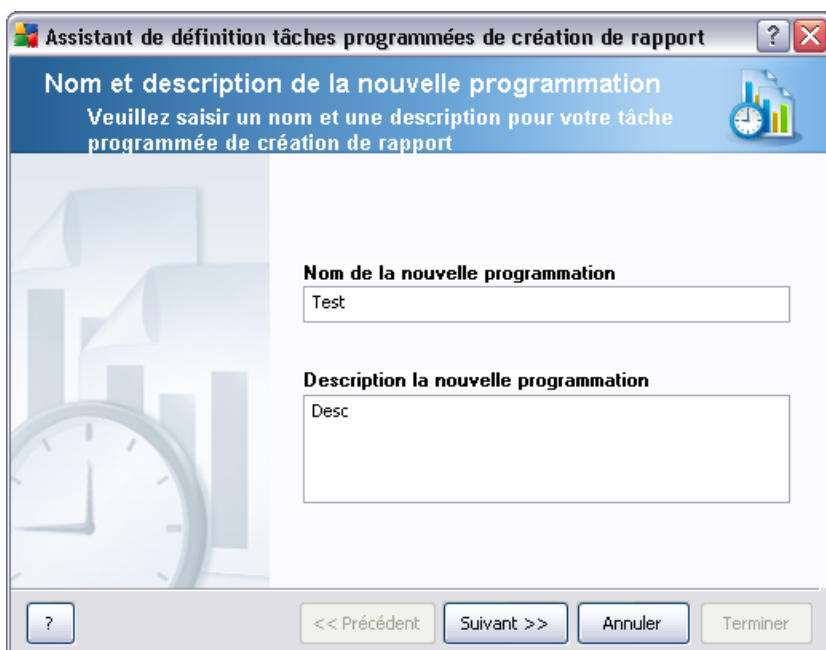 Assistant de définition tâches programmées de création de rapport
?
Nom et description de la nouvelle programmation
Veuillez saisir un nom et une description pour votre tâche
programmée de création de rapport
Nom de la nouvelle programmation
Test
Description la nouvelle programmation
Desc
? << Précédent Suivant >> Annuler Terminer